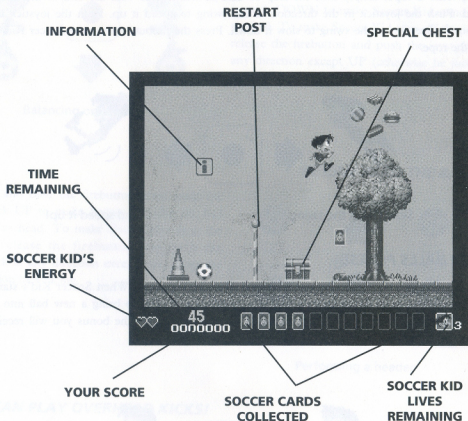 RESTART
POST
INFORMATION
SPECIAL CHEST
TIME
REMAINING
SOCCER KID'S
ENERGY
i
45
0000000
3
YOUR SCORE
SOCCER CARDS
COLLECTED
SOCCER KID
LIVES
REMAINING